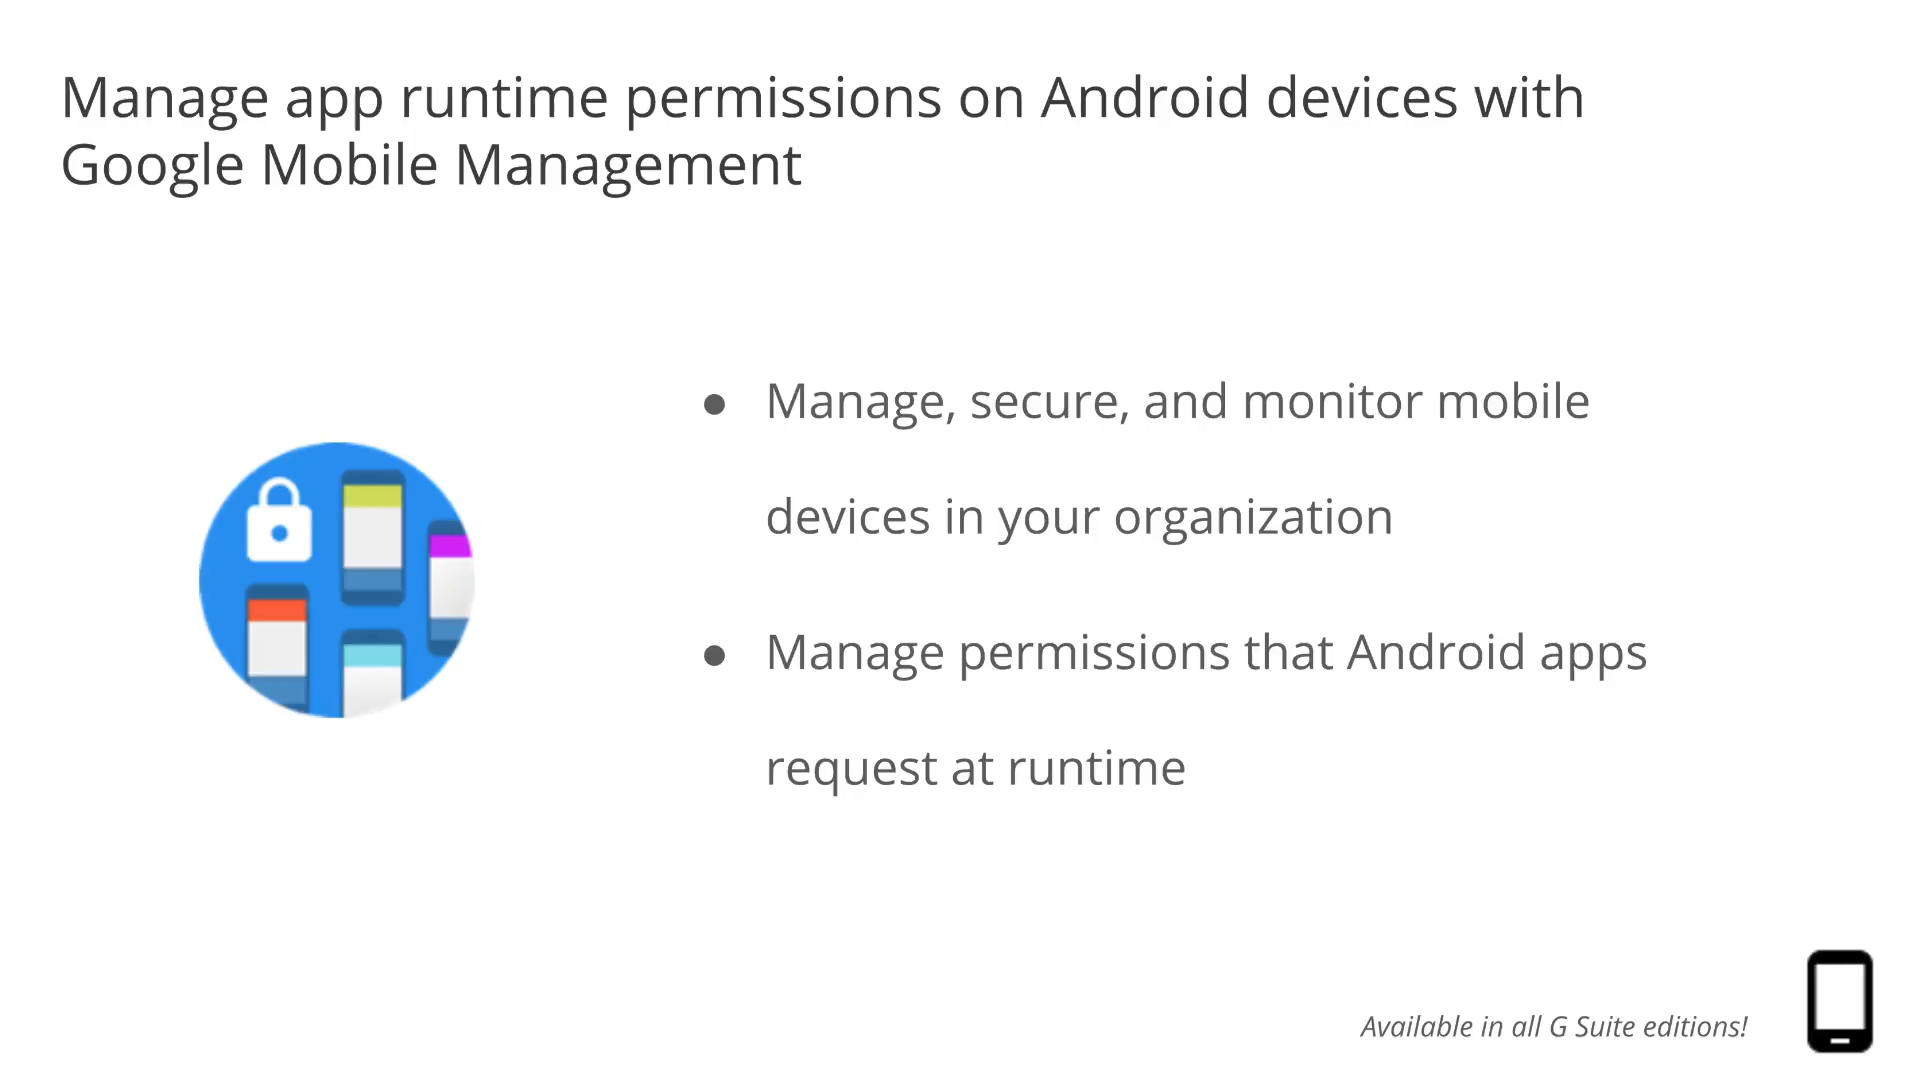 Manage app runtime permissions on Android devices with
Google Mobile Management
● Manage, secure, and monitor mobile
devices in your organization
● Manage permissions that Android apps
request at runtime
Available in all G Suite editions!